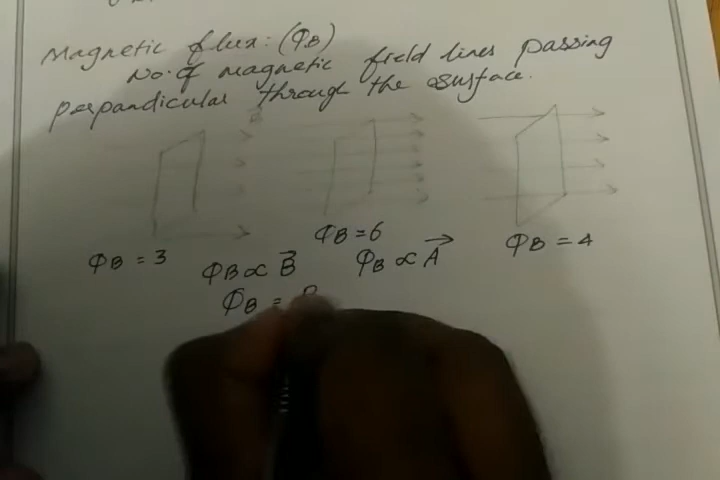 Magnetic flux: (ΦB)
No. of magnetic field lines passing
perpandicular through the surface.
ΦB = 3
ΦB = 6
ΦB = 4
ΦB ∝ B⃗
ΦB ∝ A⃗
ΦB =